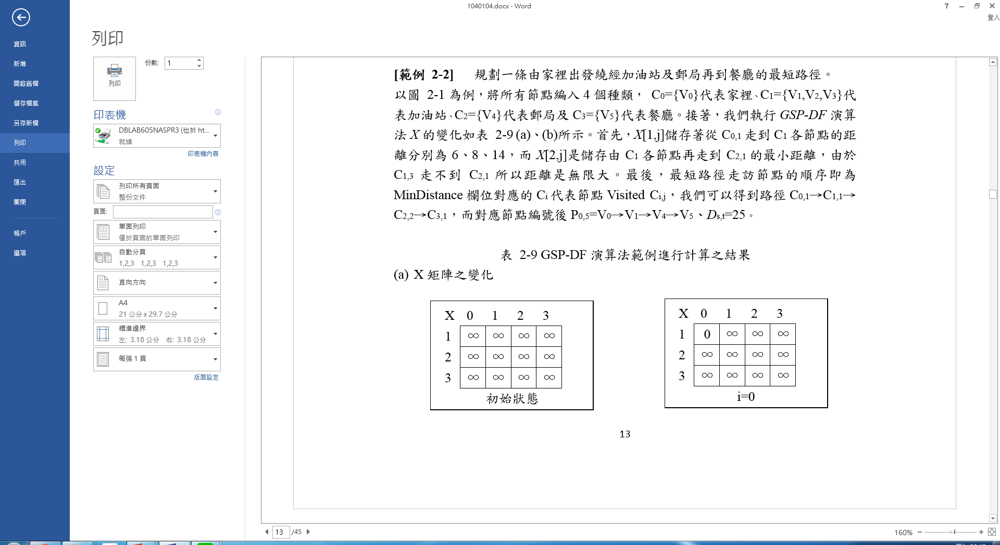 1040104.docx - Word
?
登入
資訊
新增
開啟舊檔
儲存檔案
另存新檔
列印
共用
匯出
關閉
帳戶
選項
列印
列印
份數: 1
印表機
DBLAB605NASPR3 (位於 ht...
就緒
印表機內容
設定
列印所有頁面
整份文件
頁面:
單面列印
僅於頁面的單面列印
自動分頁
1,2,3 1,2,3 1,2,3
直向方向
A4
21 公分 x 29.7 公分
標準邊界
左: 3.18 公分 右: 3.18 公分
每張 1 頁
版面設定
[範例 2-2] 規劃一條由家裡出發繞經加油站及郵局再到餐廳的最短路徑。
以圖 2-1 為例，將所有節點編入 4 個種類， C0={V0}代表家裡、C1={V1,V2,V3}代
表加油站、C2={V4}代表郵局及 C3={V5}代表餐廳。接著，我們執行 GSP-DF 演算
法 X 的變化如表 2-9 (a)、(b)所示。首先，X[1,j]儲存著從 C0,1 走到 C1 各節點的距
離分別為 6、8、14，而 X[2,j]是儲存由 C1 各節點再走到 C2,1 的最小距離，由於
C1,3 走不到 C2,1 所以距離是無限大。最後，最短路徑走訪節點的順序即為
MinDistance 欄位對應的 Ci 代表節點 Visited Ci,j，我們可以得到路徑 C0,1→C1,1→
C2,2→C3,1，而對應節點編號後 P0,5=V0→V1→V4→V5、Ds,t=25。
表 2-9 GSP-DF 演算法範例進行計算之結果
(a) X 矩陣之變化
X 0 1 2 3
1 ∞ ∞ ∞ ∞
2 ∞ ∞ ∞ ∞
3 ∞ ∞ ∞ ∞
初始狀態
X 0 1 2 3
1 0 ∞ ∞ ∞
2 ∞ ∞ ∞ ∞
3 ∞ ∞ ∞ ∞
i=0
13
13 /45
160%